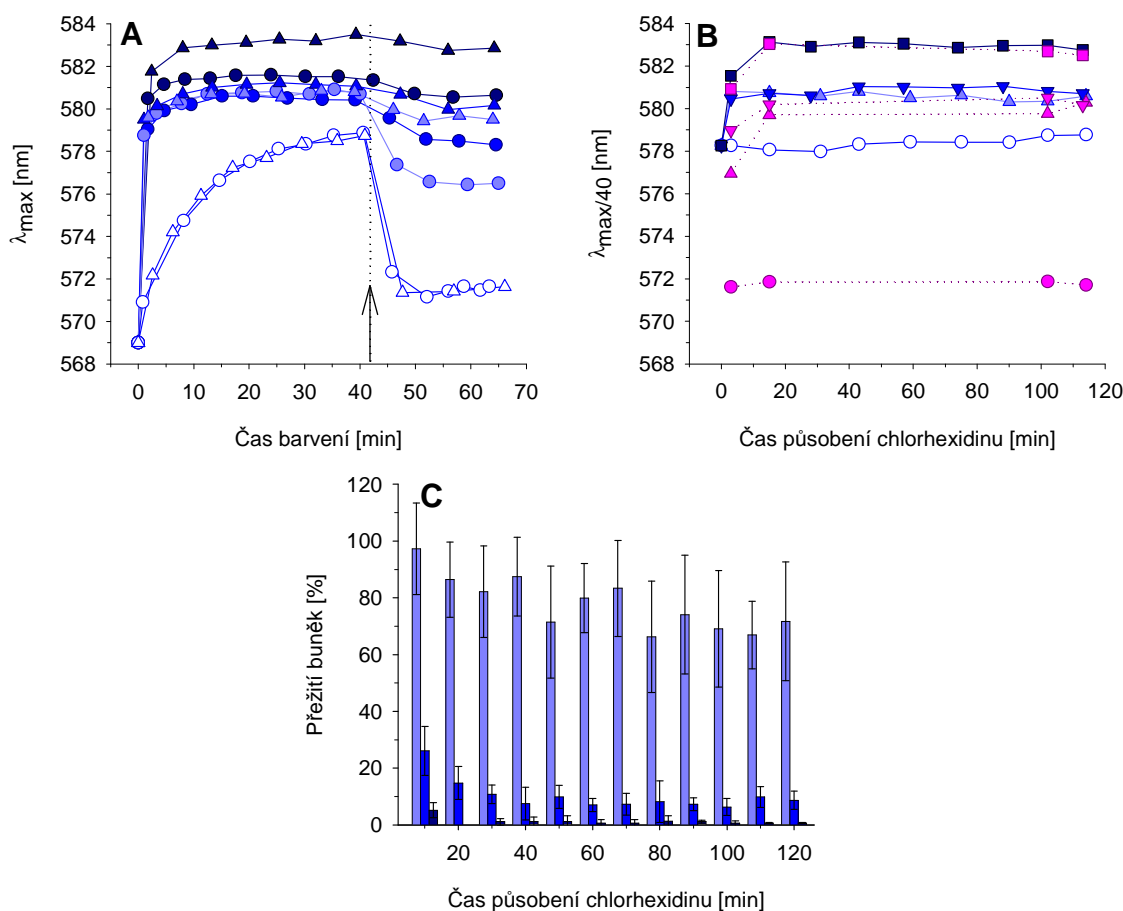 A
584
582
580
578
576
574
572
570
568
λmax [nm]
0 10 20 30 40 50 60 70
Čas barvení [min]
B
584
582
580
578
576
574
572
570
568
λmax/40 [nm]
0 20 40 60 80 100 120
Čas působení chlorhexidinu [min]
C
120
100
80
60
40
20
0
Přežití buněk [%]
20 40 60 80 100 120
Čas působení chlorhexidinu [min]